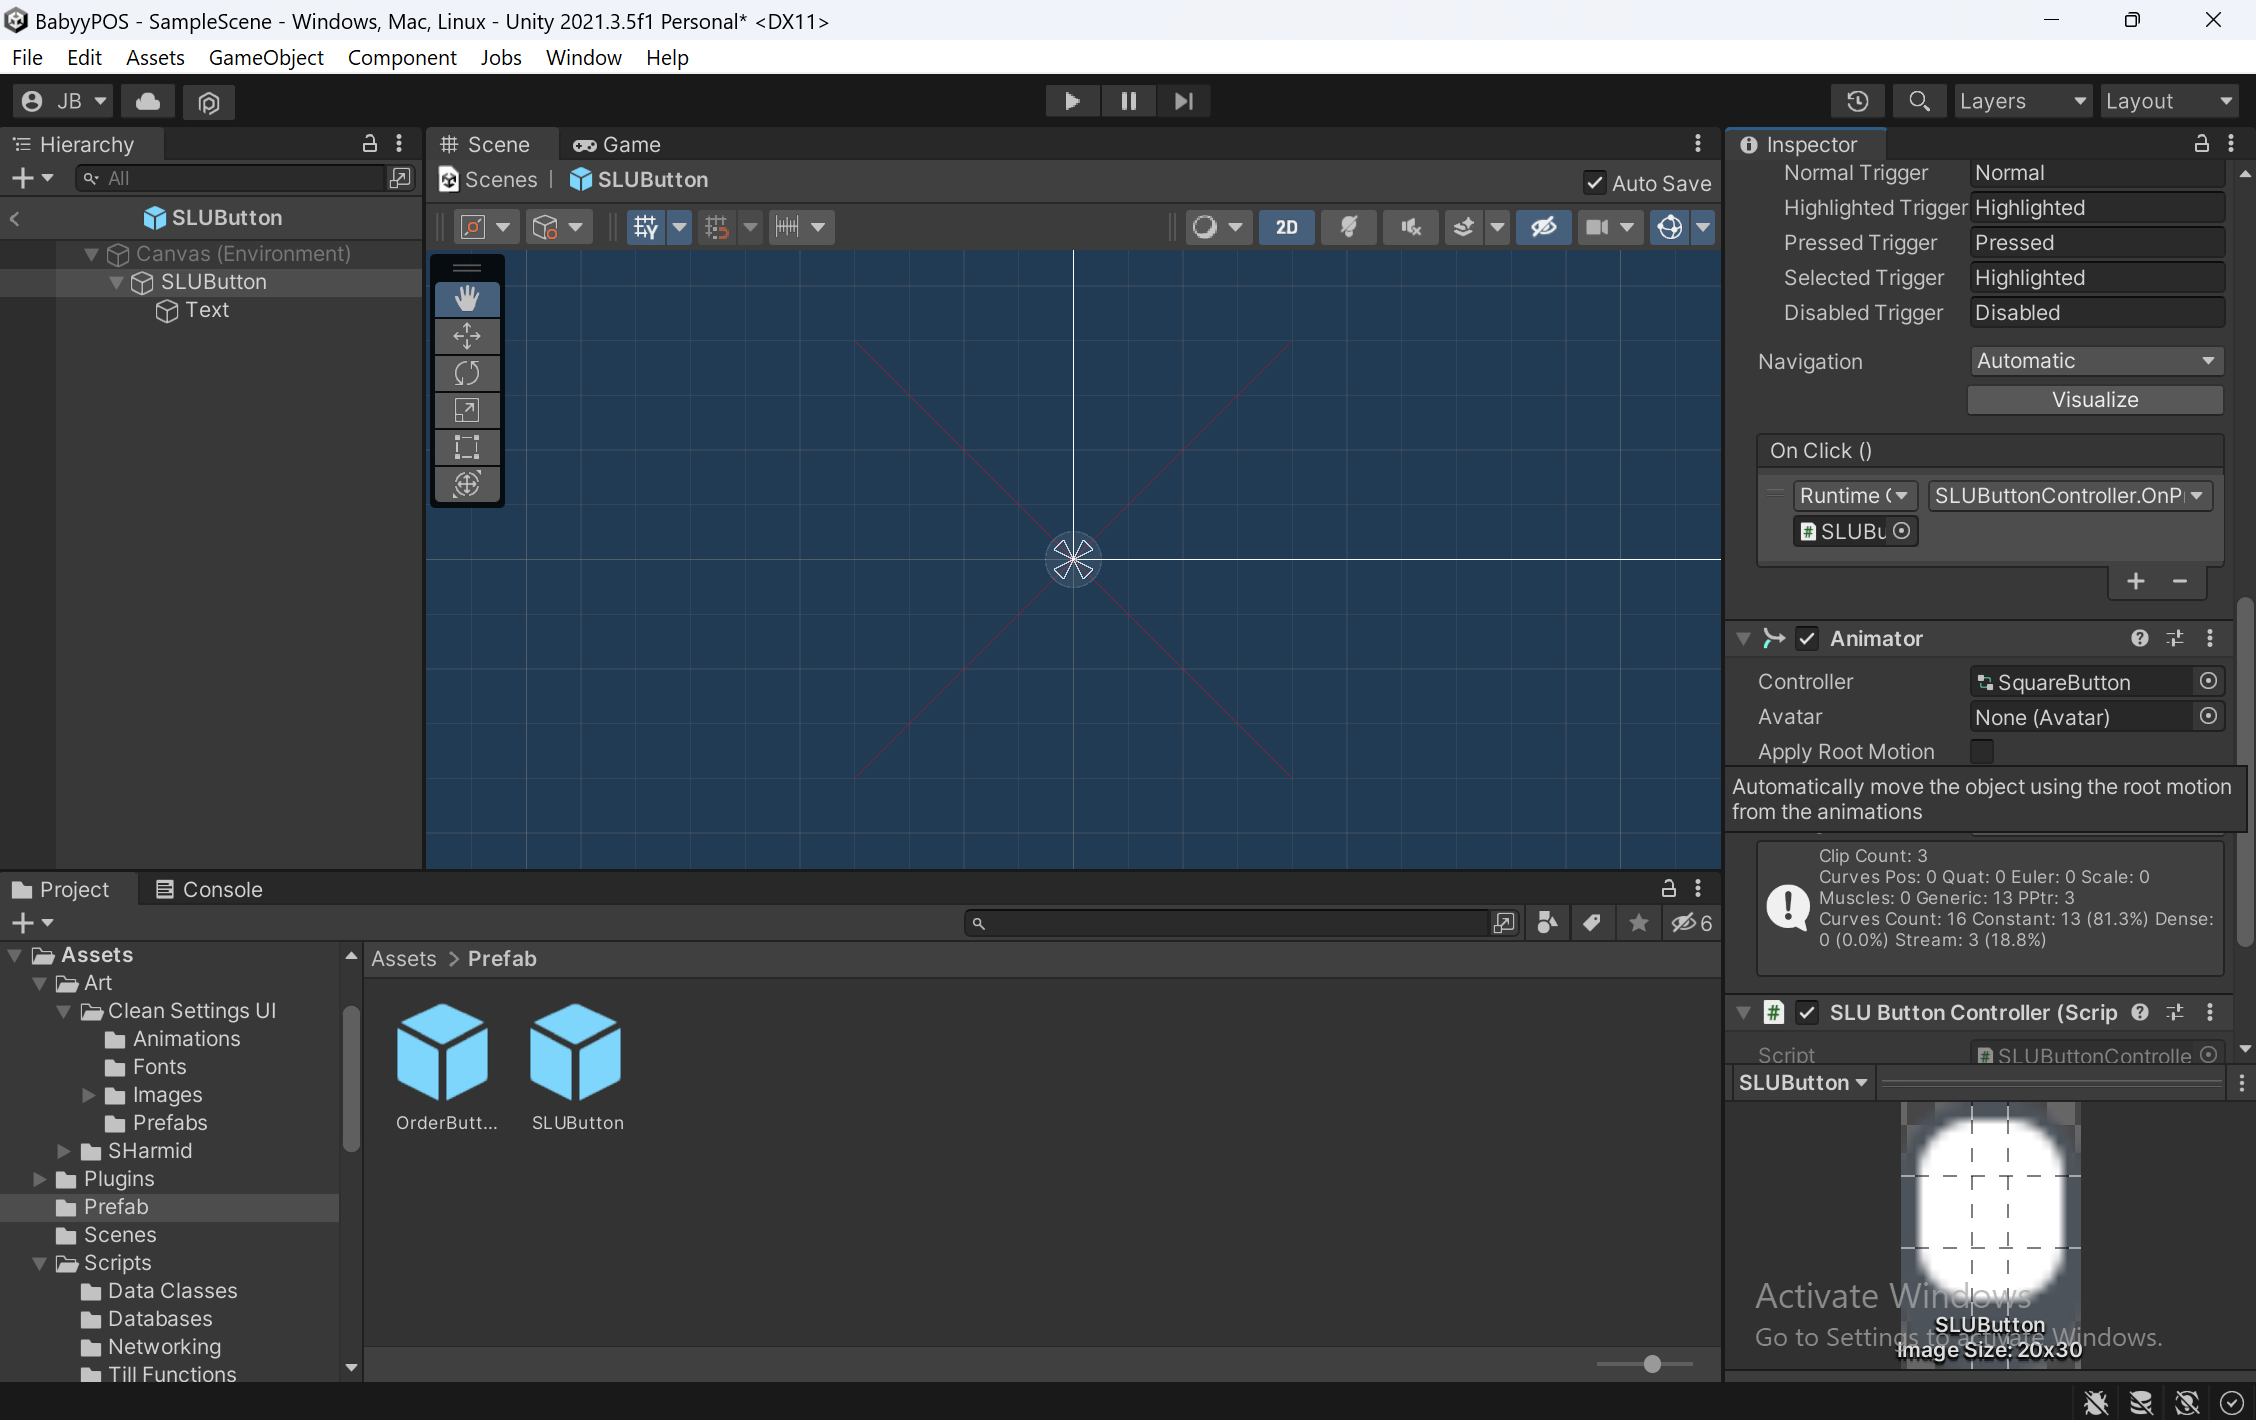 BabyyPOS - SampleScene - Windows, Mac, Linux - Unity 2021.3.5f1 Personal* <DX11>
File Edit Assets GameObject Component Jobs Window Help
JB
Layers
Layout
Hierarchy
All
SLUButton
Canvas (Environment)
SLUButton
Text
Scene
Game
Scenes | SLUButton
Auto Save
2D
Inspector
Normal Trigger Normal
Highlighted Trigger Highlighted
Pressed Trigger Pressed
Selected Trigger Highlighted
Disabled Trigger Disabled
Navigation Automatic
Visualize
On Click ()
Runtime SLUButtonController.OnP
SLUBu
+ -
Animator
Controller SquareButton
Avatar None (Avatar)
Apply Root Motion
Automatically move the object using the root motion
from the animations
Clip Count: 3
Curves Pos: 0 Quat: 0 Euler: 0 Scale: 0
Muscles: 0 Generic: 13 PPtr: 3
Curves Count: 16 Constant: 13 (81.3%) Dense:
0 (0.0%) Stream: 3 (18.8%)
SLU Button Controller (Scrip
Script SLUButtonControlle
SLUButton
SLUButton
Image Size: 20x30
Activate Windows
Go to Settings to activate Windows.
Project
Console
6
Assets
Art
Clean Settings UI
Animations
Fonts
Images
Prefabs
SHarmid
Plugins
Prefab
Scenes
Scripts
Data Classes
Databases
Networking
Till Functions
Assets > Prefab
OrderButt...
SLUButton